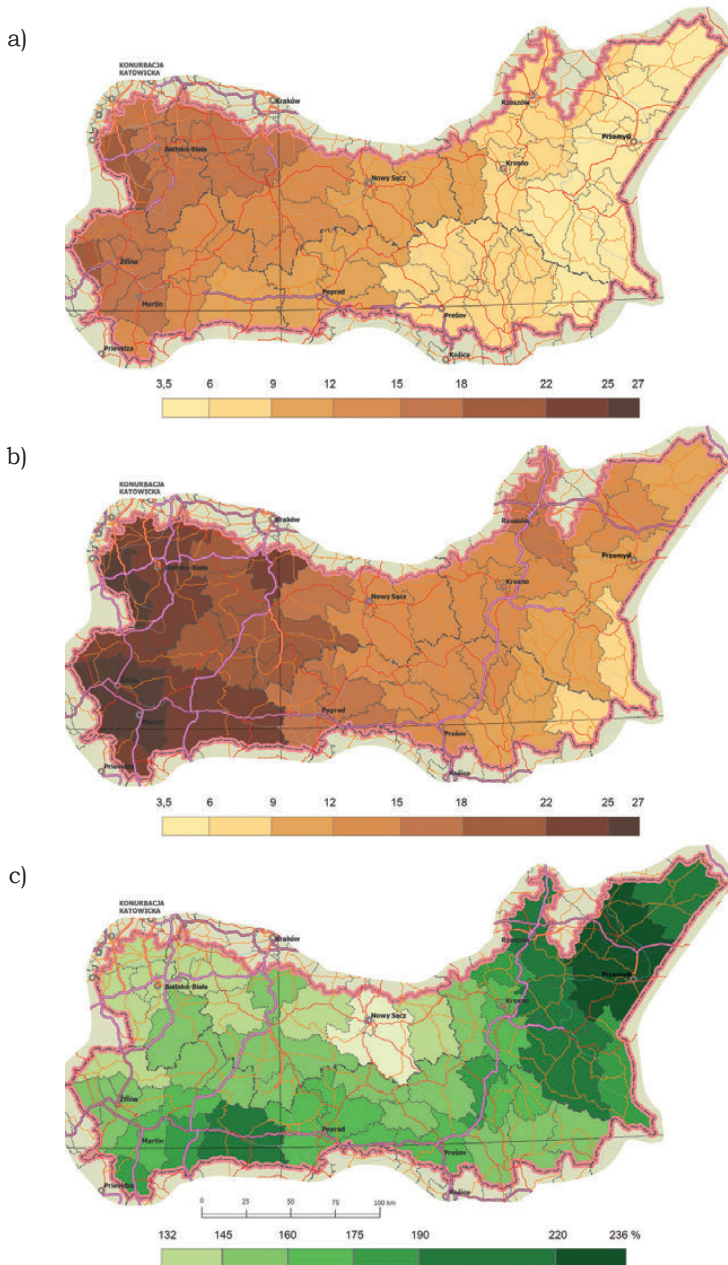 a)
KONURBACJA
KATOWICKA
Kraków
Rzeszów
Bielsko-Biała
Przemyśl
Nowy Sącz
Krosno
Žilina
Martin
Poprad
Prešov
Prievidza
Košice
3,5 6 9 12 15 18 22 25 27
b)
KONURBACJA
KATOWICKA
Kraków
Rzeszów
Bielsko-Biała
Przemyśl
Krosno
Nowy Sącz
Žilina
Poprad
Martin
Prešov
Prievidza
Košice
3,5 6 9 12 15 18 22 25 27
c)
KONURBACJA
KATOWICKA
Kraków
Rzeszów
Bielsko-Biała
Przemyśl
Krosno
Nowy Sącz
Žilina
Poprad
Martin
Prešov
Prievidza
Košice
0 25 50 75 100 km
132 145 160 175 190 220 236 %